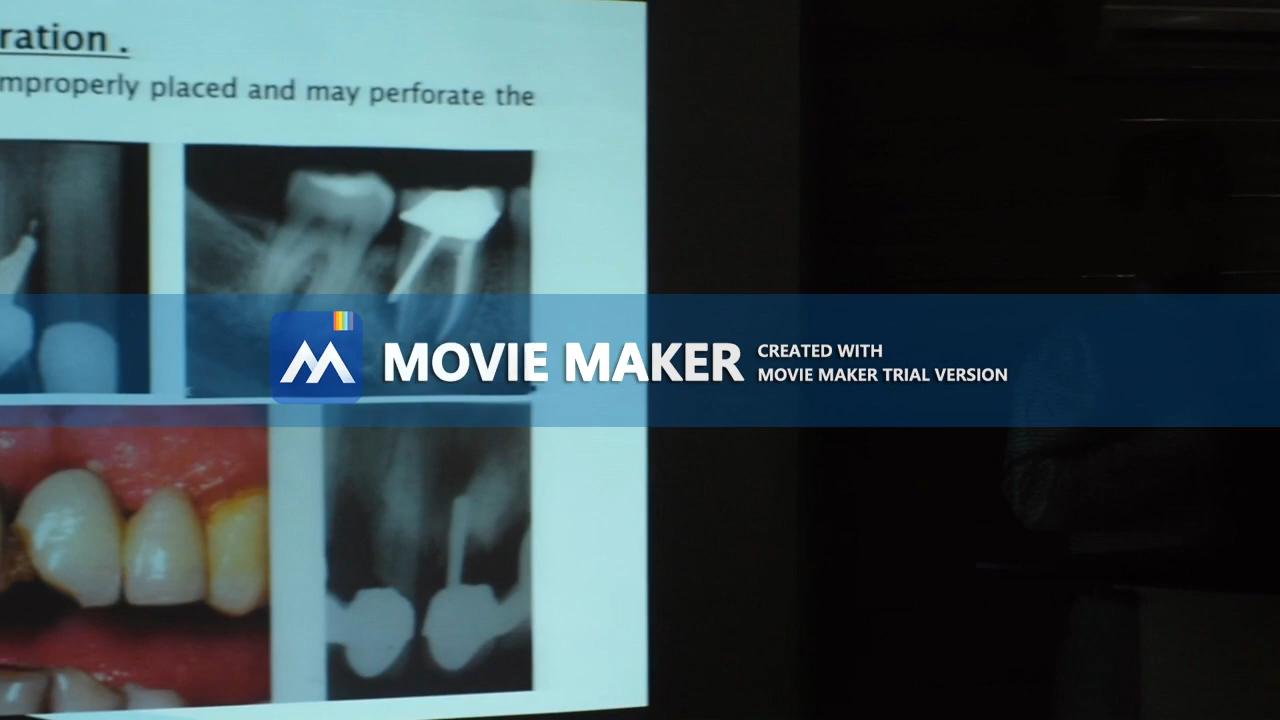 ration .
mproperly placed and may perforate the
MOVIE MAKER
CREATED WITH
MOVIE MAKER TRIAL VERSION